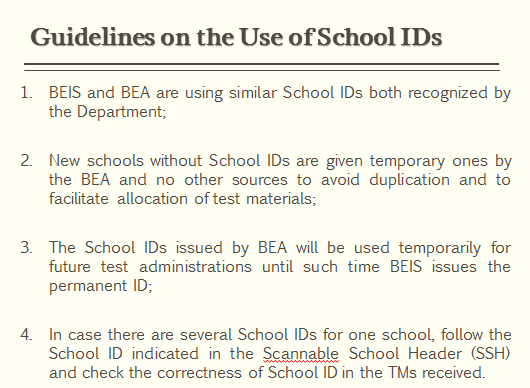 Guidelines on the Use of School IDs
1. BEIS and BEA are using similar School IDs both recognized by
the Department;
2. New schools without School IDs are given temporary ones by
the BEA and no other sources to avoid duplication and to
facilitate allocation of test materials;
3. The School IDs issued by BEA will be used temporarily for
future test administrations until such time BEIS issues the
permanent ID;
4. In case there are several School IDs for one school, follow the
School ID indicated in the Scannable School Header (SSH)
and check the correctness of School ID in the TMs received.